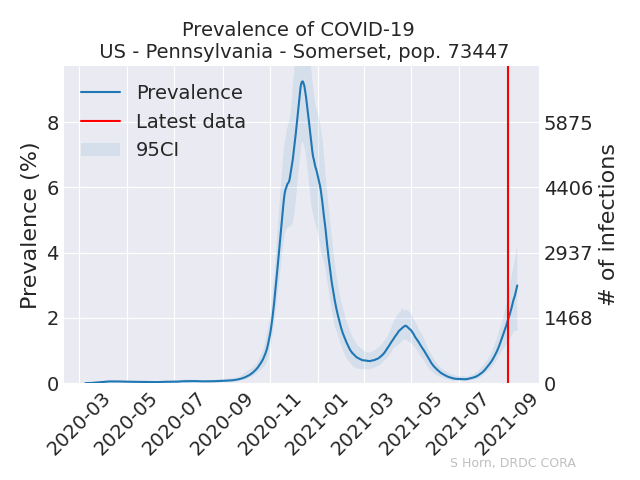 Prevalence of COVID-19
US - Pennsylvania - Somerset, pop. 73447
Prevalence
Latest data
95CI
Prevalence (%)
8
6
4
2
0
5875
4406
2937
1468
0
# of infections
2020-03
2020-05
2020-07
2020-09
2020-11
2021-01
2021-03
2021-05
2021-07
2021-09
S Horn, DRDC CORA